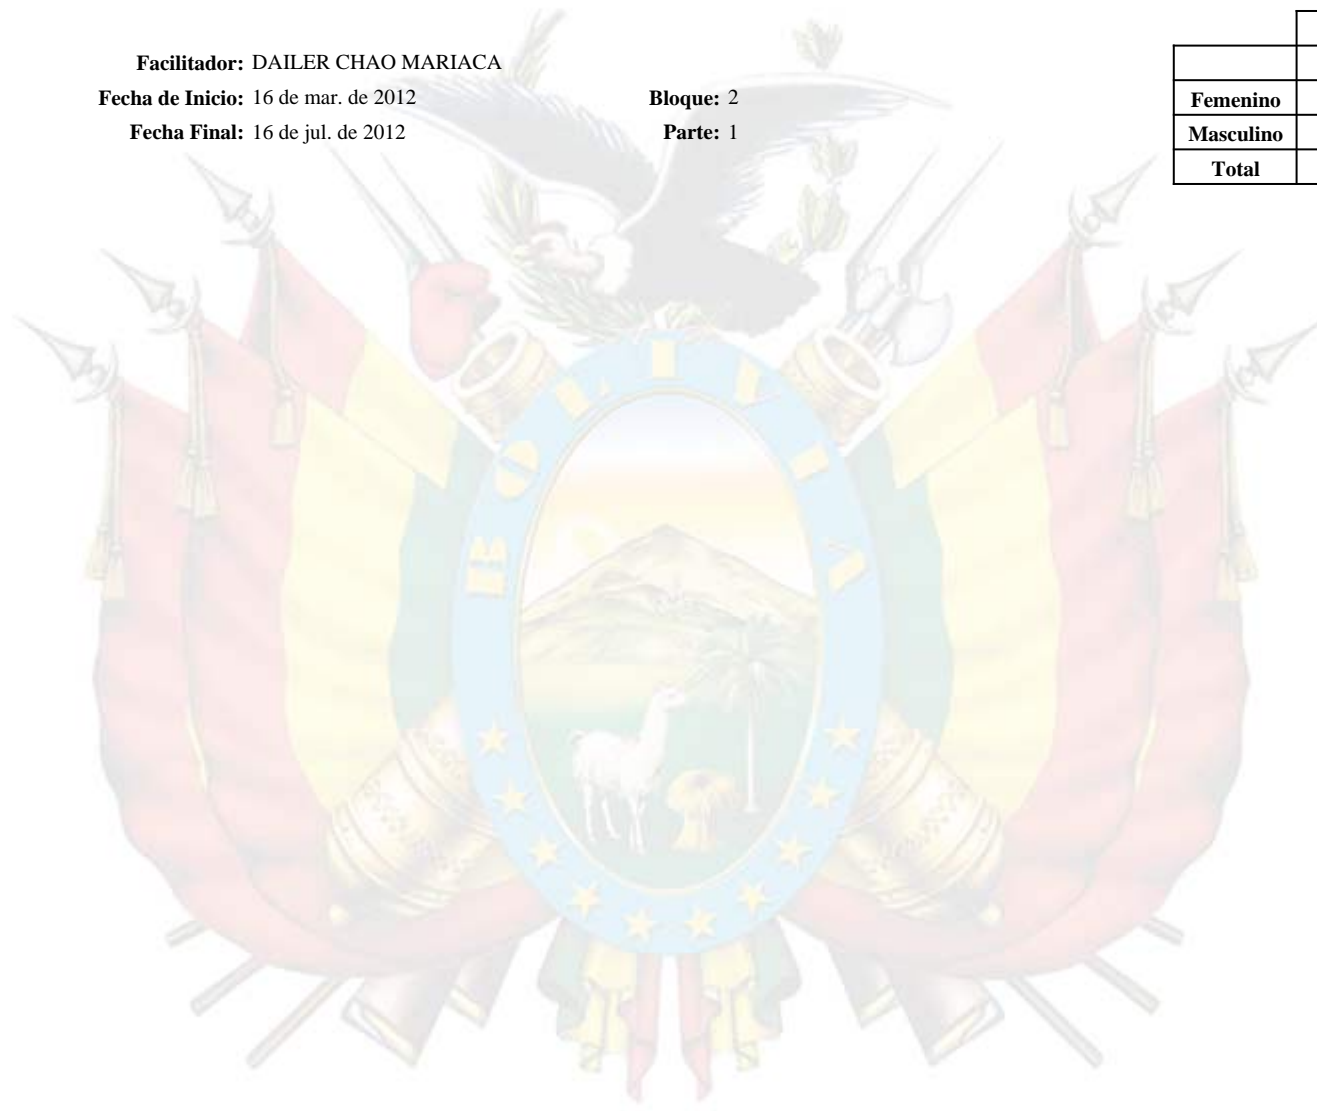 Facilitador: DAILER CHAO MARIACA
Fecha de Inicio: 16 de mar. de 2012 Bloque: 2
Fecha Final: 16 de jul. de 2012 Parte: 1
Femenino
Masculino
Total
BOLIVIA